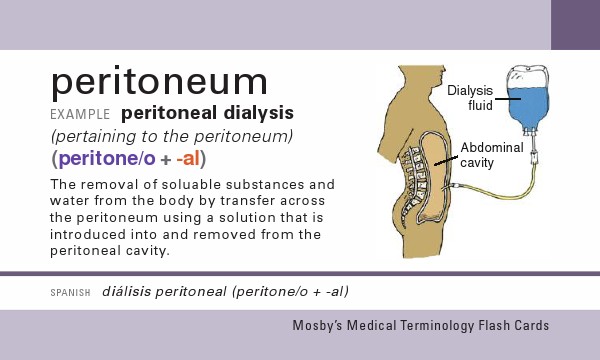 peritoneum
EXAMPLE peritoneal dialysis
(pertaining to the peritoneum)
(peritone/o + -al)
The removal of soluable substances and
water from the body by transfer across
the peritoneum using a solution that is
introduced into and removed from the
peritoneal cavity.
Dialysis
fluid
Abdominal
cavity
SPANISH diálisis peritoneal (peritone/o + -al)
Mosby's Medical Terminology Flash Cards